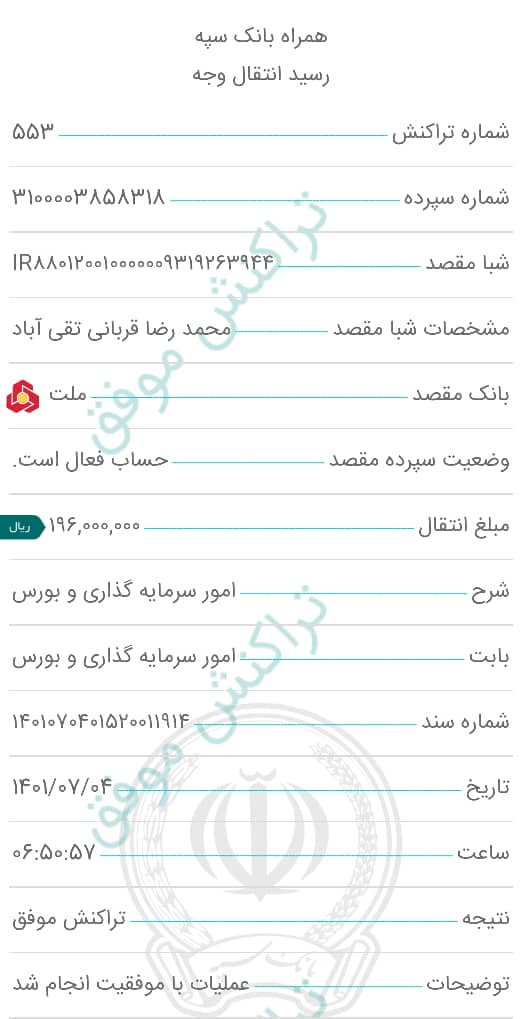 همراه بانک سپه
رسید انتقال وجه
شماره تراکنش ۵۵۳
شماره سپرده ۳۱۰۰۰۰۳۸۵۸۳۱۸
شبا مقصد IR۸۸۰۱۲۰۰۱۰۰۰۰۰۰۹۳۱۹۲۶۳۹۴۴
مشخصات شبا مقصد محمد رضا قربانی تقی آباد
بانک مقصد ملت
وضعیت سپرده مقصد حساب فعال است.
مبلغ انتقال ۱۹۶,۰۰۰,۰۰۰ ریال
شرح امور سرمایه گذاری و بورس
بابت امور سرمایه گذاری و بورس
شماره سند ۱۴۰۱۰۷۰۴۰۱۵۲۰۰۱۱۹۱۴
تاریخ ۱۴۰۱/۰۷/۰۴
ساعت ۰۶:۵۰:۵۷
نتیجه تراکنش موفق
توضیحات عملیات با موفقیت انجام شد
تراکنش موفق
تراکنش موفق
بانک سپه